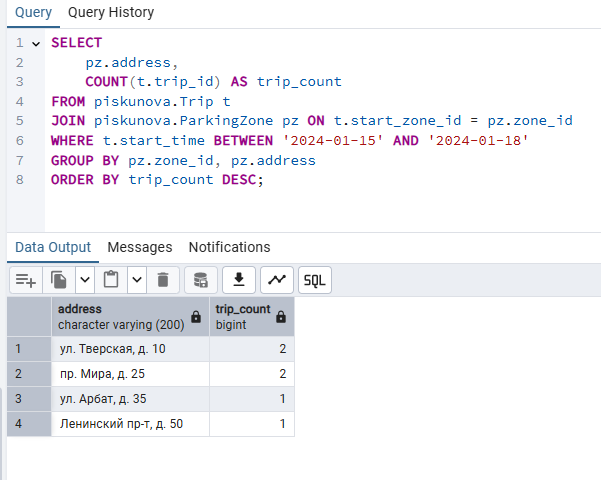 Query Query History
1 SELECT
2 pz.address,
3 COUNT(t.trip_id) AS trip_count
4 FROM piskunova.Trip t
5 JOIN piskunova.ParkingZone pz ON t.start_zone_id = pz.zone_id
6 WHERE t.start_time BETWEEN '2024-01-15' AND '2024-01-18'
7 GROUP BY pz.zone_id, pz.address
8 ORDER BY trip_count DESC;
Data Output Messages Notifications
SQL
address trip_count
character varying (200) bigint
1 ул. Тверская, д. 10 2
2 пр. Мира, д. 25 2
3 ул. Арбат, д. 35 1
4 Ленинский пр-т, д. 50 1